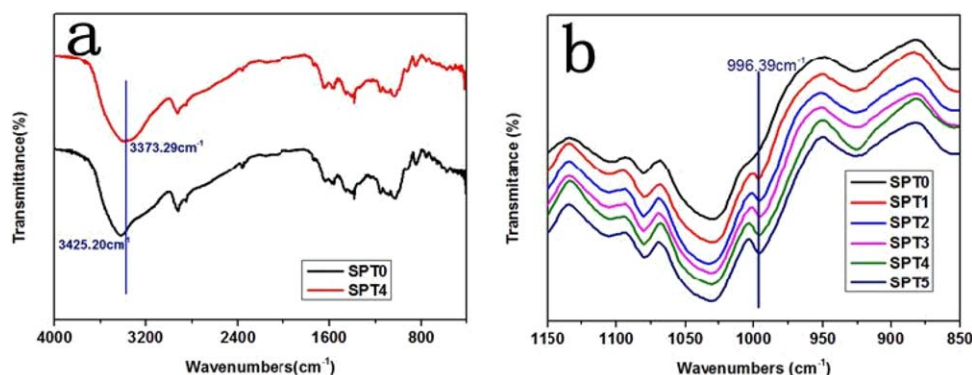 a
Transmittance(%)
3373.29cm⁻¹
3425.20cm⁻¹
SPT0
SPT4
4000 3200 2400 1600 800
Wavenumbers(cm⁻¹)
b
996.39cm⁻¹
Transmitance (%)
SPT0
SPT1
SPT2
SPT3
SPT4
SPT5
1150 1100 1050 1000 950 900 850
Wavenumbers (cm⁻¹)